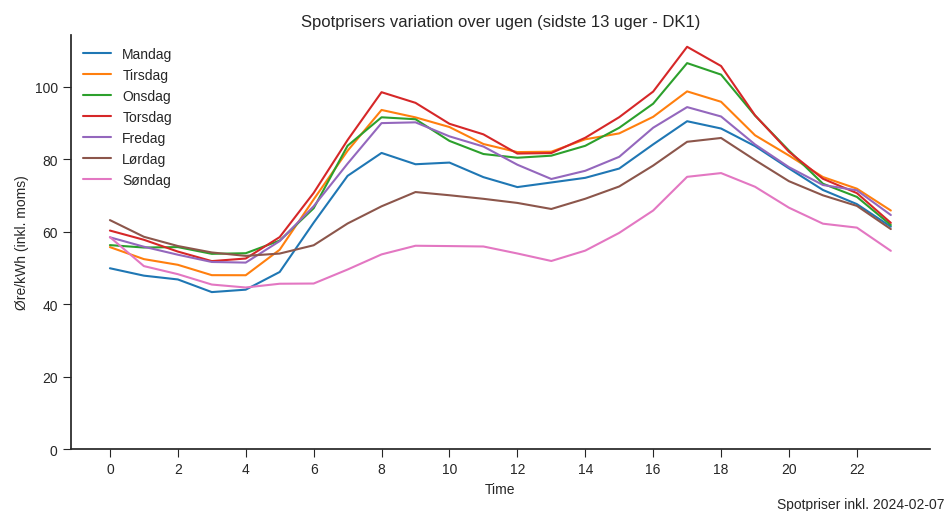 Spotprisers variation over ugen (sidste 13 uger - DK1)
Mandag
Tirsdag
Onsdag
Torsdag
Fredag
Lørdag
Søndag
Øre/kWh (inkl. moms)
100
80
60
40
20
0
0 2 4 6 8 10 12 14 16 18 20 22
Time
Spotpriser inkl. 2024-02-07